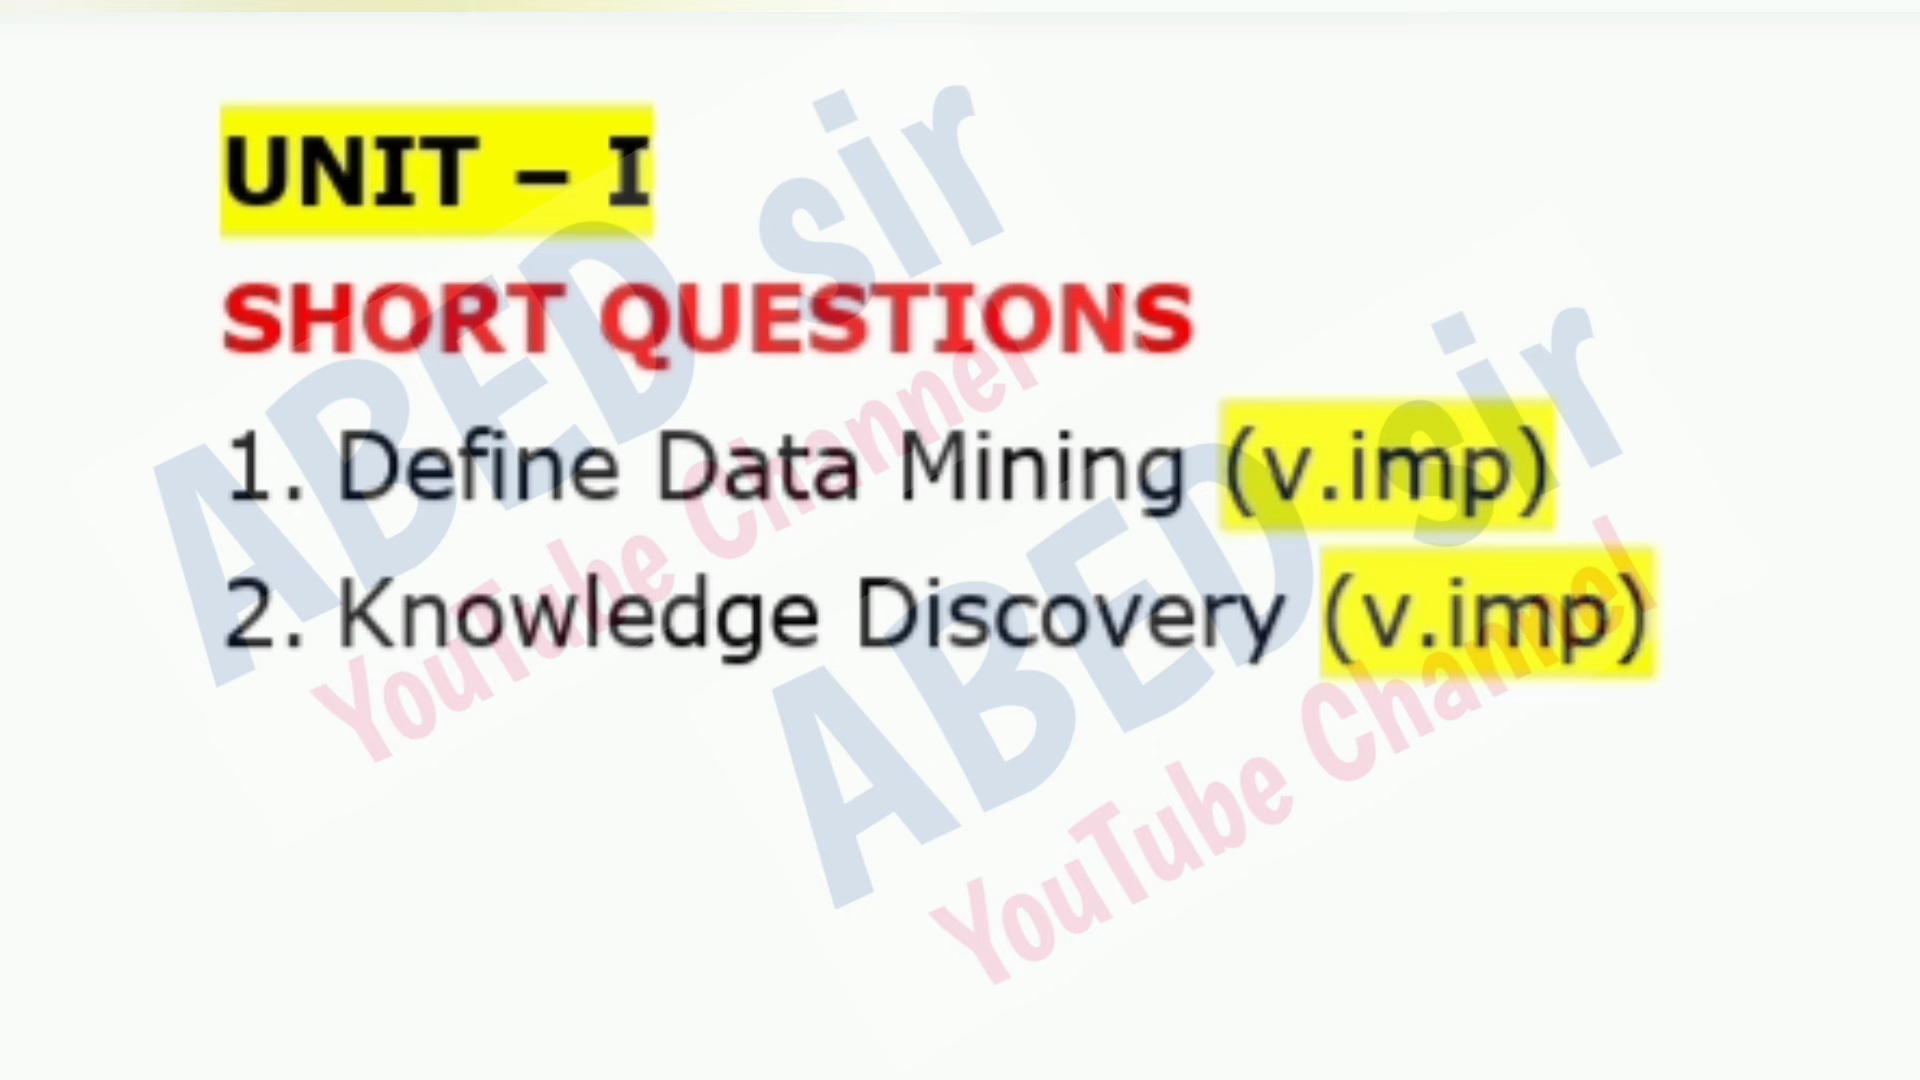 UNIT – I
SHORT QUESTIONS
1. Define Data Mining (v.imp)
2. Knowledge Discovery (v.imp)
ABED sir
YouTube Channel
ABED sir
YouTube Channel